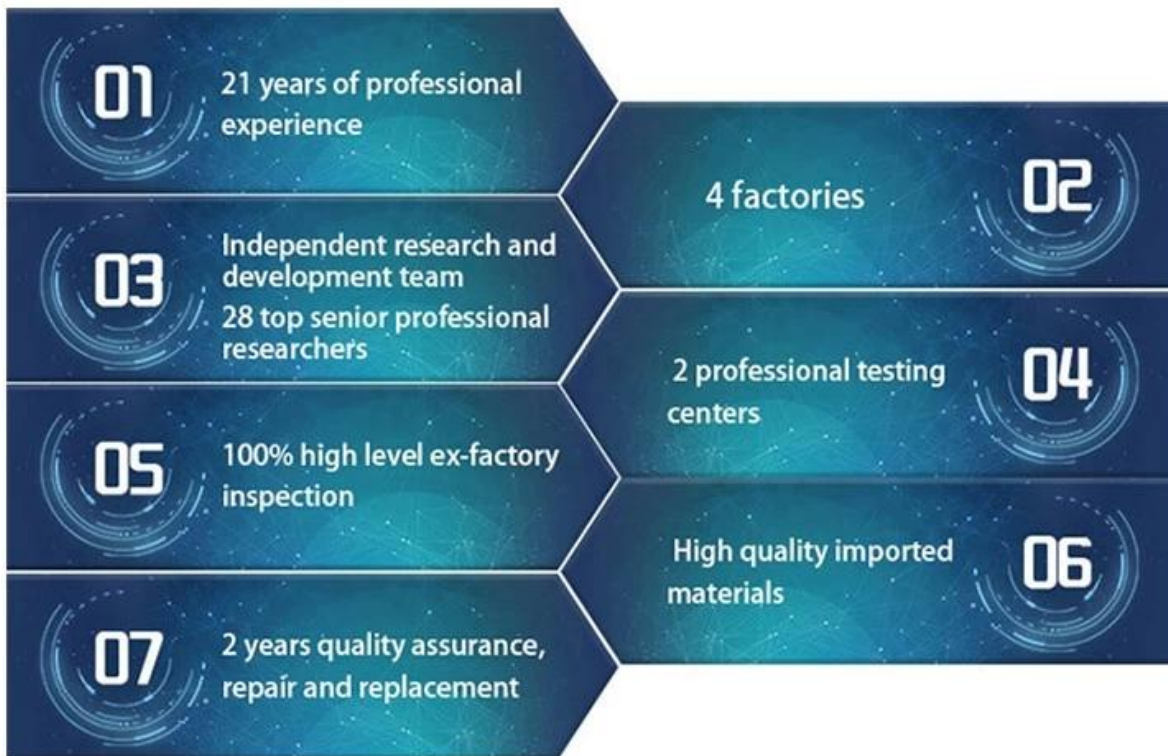 01
21 years of professional
experience
02
4 factories
03
Independent research and
development team
28 top senior professional
researchers
04
2 professional testing
centers
05
100% high level ex-factory
inspection
06
High quality imported
materials
07
2 years quality assurance,
repair and replacement